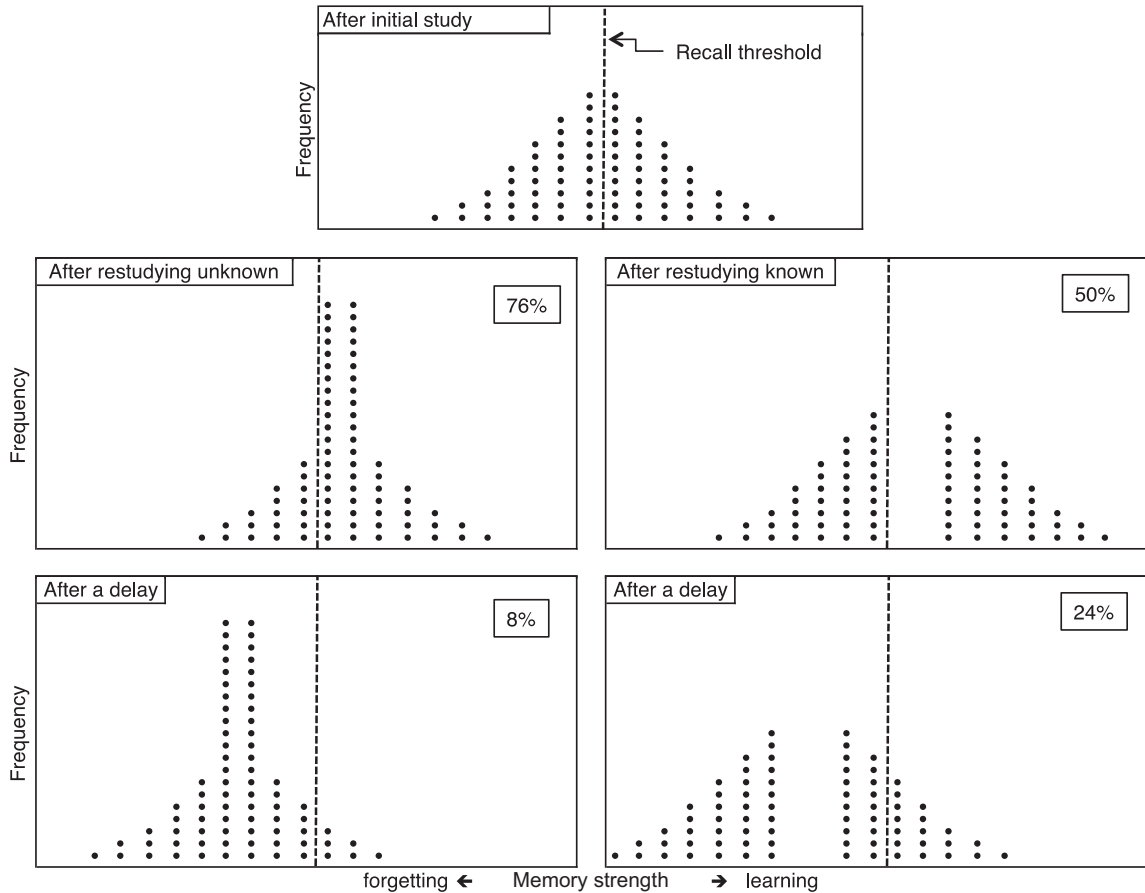 After initial study
Recall threshold
Frequency
After restudying unknown
76%
After restudying known
50%
Frequency
After a delay
8%
After a delay
24%
Frequency
forgetting ← Memory strength → learning